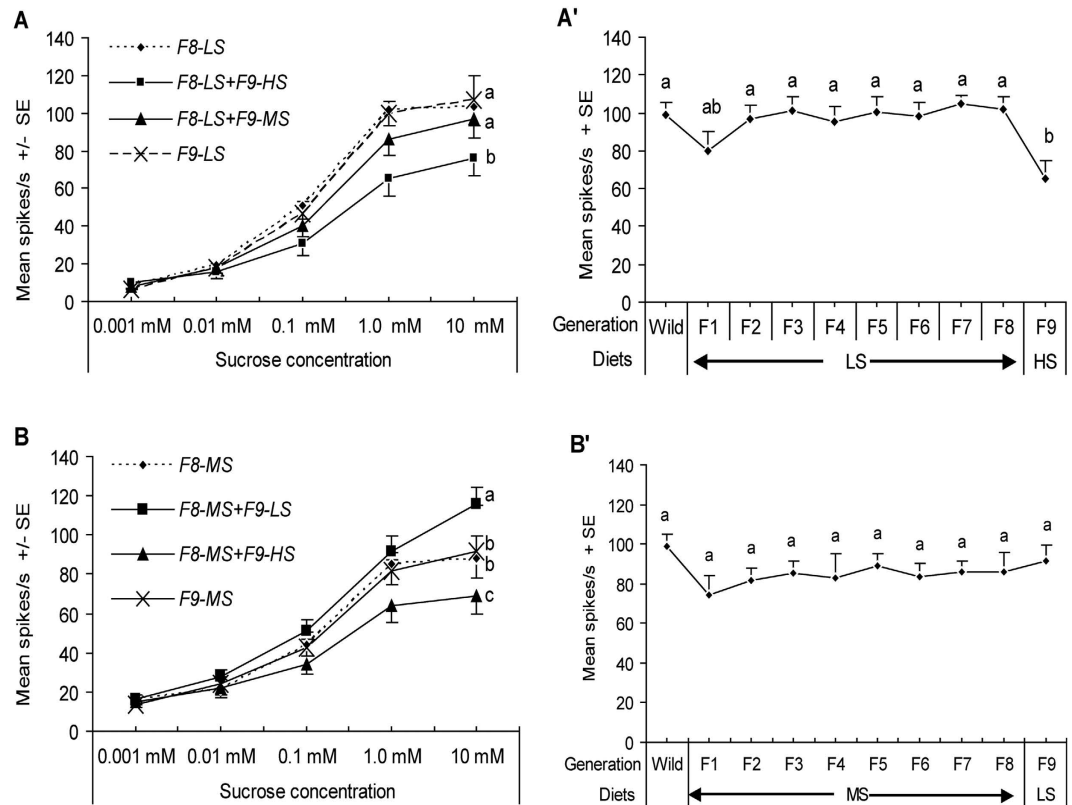 A
Mean spikes/s +/- SE
140
120
100
80
60
40
20
0
F8-LS
F8-LS+F9-HS
F8-LS+F9-MS
F9-LS
a
a
b
0.001 mM 0.01 mM 0.1 mM 1.0 mM 10 mM
Sucrose concentration
A'
Mean spikes/s + SE
140
120
100
80
60
40
20
0
a ab a a a a a a a b
Generation Wild F1 F2 F3 F4 F5 F6 F7 F8 F9
Diets LS HS
B
Mean spikes/s +/- SE
140
120
100
80
60
40
20
0
F8-MS
F8-MS+F9-LS
F8-MS+F9-HS
F9-MS
a
b
b
c
0.001 mM 0.01 mM 0.1 mM 1.0 mM 10 mM
Sucrose concentration
B'
Mean spikes/s + SE
140
120
100
80
60
40
20
0
a a a a a a a a a a
Generation Wild F1 F2 F3 F4 F5 F6 F7 F8 F9
Diets MS LS